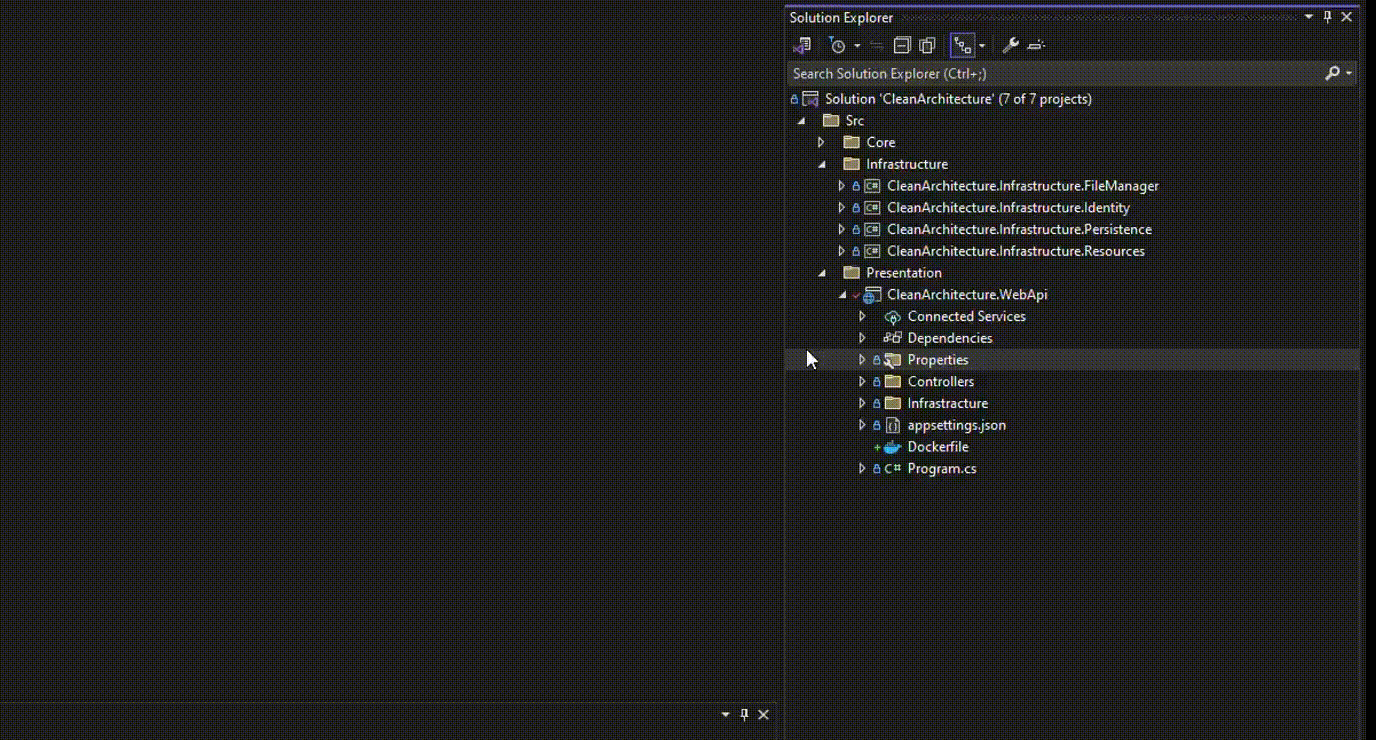 Solution Explorer
Search Solution Explorer (Ctrl+;)
Solution 'CleanArchitecture' (7 of 7 projects)
Src
Core
Infrastructure
C# CleanArchitecture.Infrastructure.FileManager
C# CleanArchitecture.Infrastructure.Identity
C# CleanArchitecture.Infrastructure.Persistence
C# CleanArchitecture.Infrastructure.Resources
Presentation
CleanArchitecture.WebApi
Connected Services
Dependencies
Properties
Controllers
Infrastracture
appsettings.json
Dockerfile
C# Program.cs